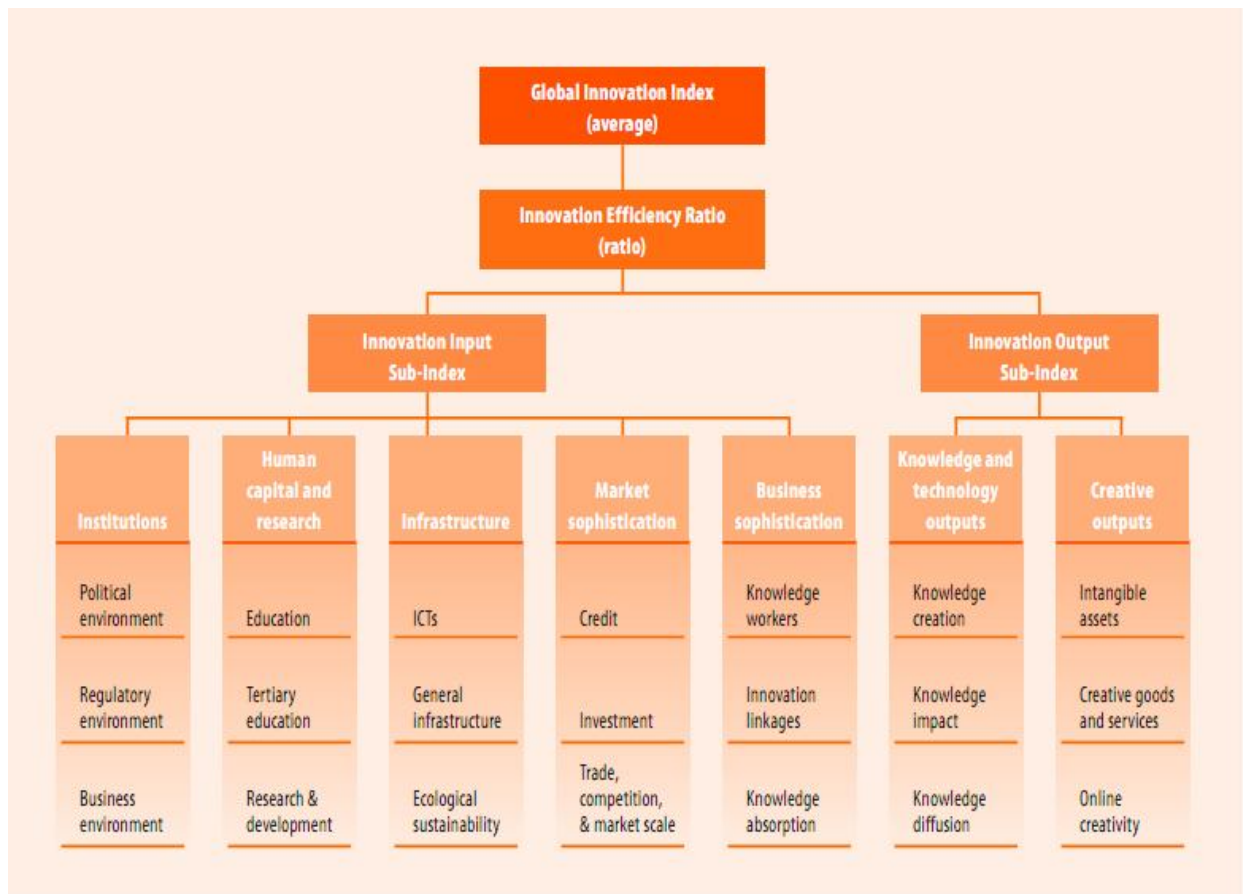 Global Innovation Index
(average)
Innovation Efficiency Ratio
(ratio)
Innovation Input
Sub-Index
Innovation Output
Sub-Index
Institutions
Human
capital and
research
Infrastructure
Market
sophistication
Business
sophistication
Knowledge and
technology
outputs
Creative
outputs
Political
environment
Education
ICTs
Credit
Knowledge
workers
Knowledge
creation
Intangible
assets
Regulatory
environment
Tertiary
education
General
infrastructure
Investment
Innovation
linkages
Knowledge
impact
Creative goods
and services
Business
environment
Research &
development
Ecological
sustainability
Trade,
competition,
& market scale
Knowledge
absorption
Knowledge
diffusion
Online
creativity